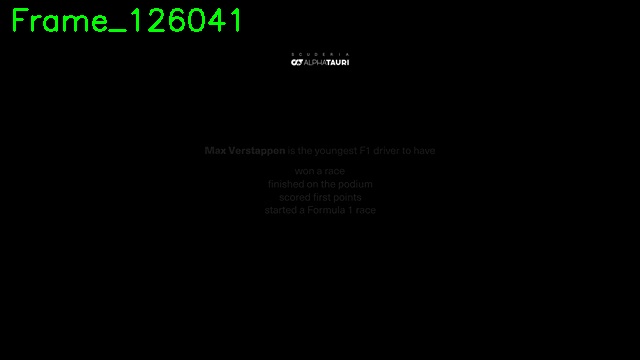 Frame_126041
SCUDERIA
ALPHATAURI
Max Verstappen is the youngest F1 driver to have
won a race
finished on the podium
scored first points
started a Formula 1 race